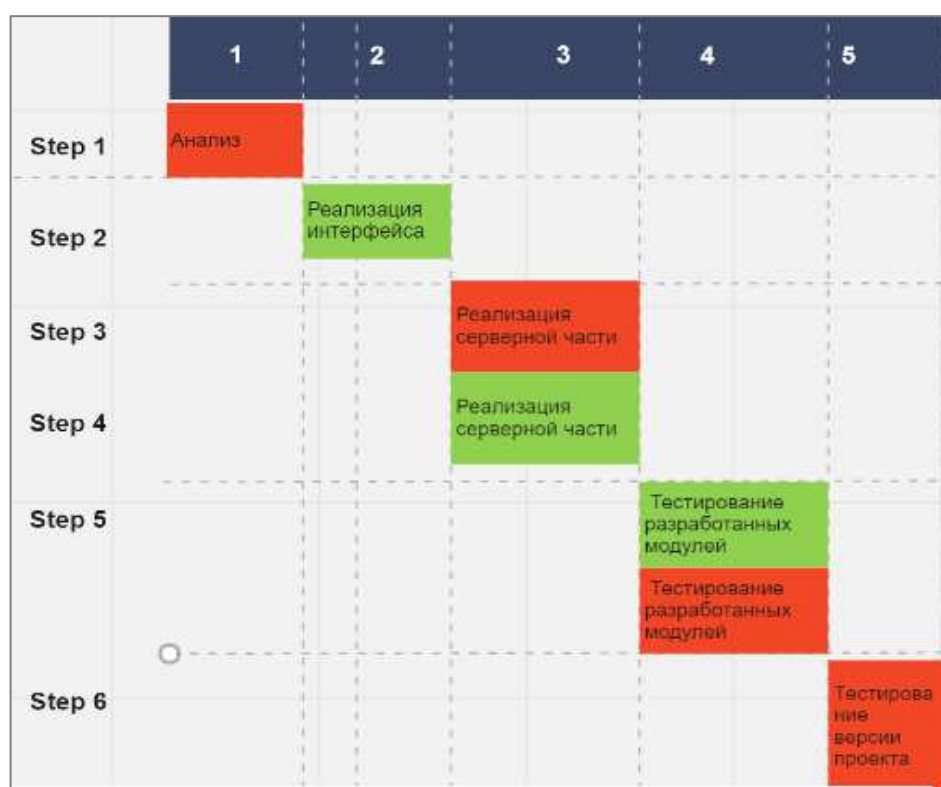 1 2 3 4 5
Step 1
Анализ
Step 2
Реализация
интерфейса
Step 3
Реализация
серверной части
Step 4
Реализация
серверной части
Step 5
Тестирование
разработанных
модулей
Тестирование
разработанных
модулей
Step 6
Тестирова
ние
версии
проекта